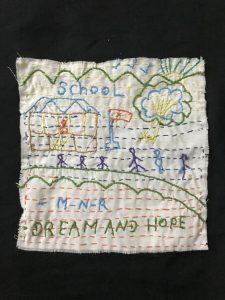 SCHOOL
- M-N-R
DREAM AND HOPE